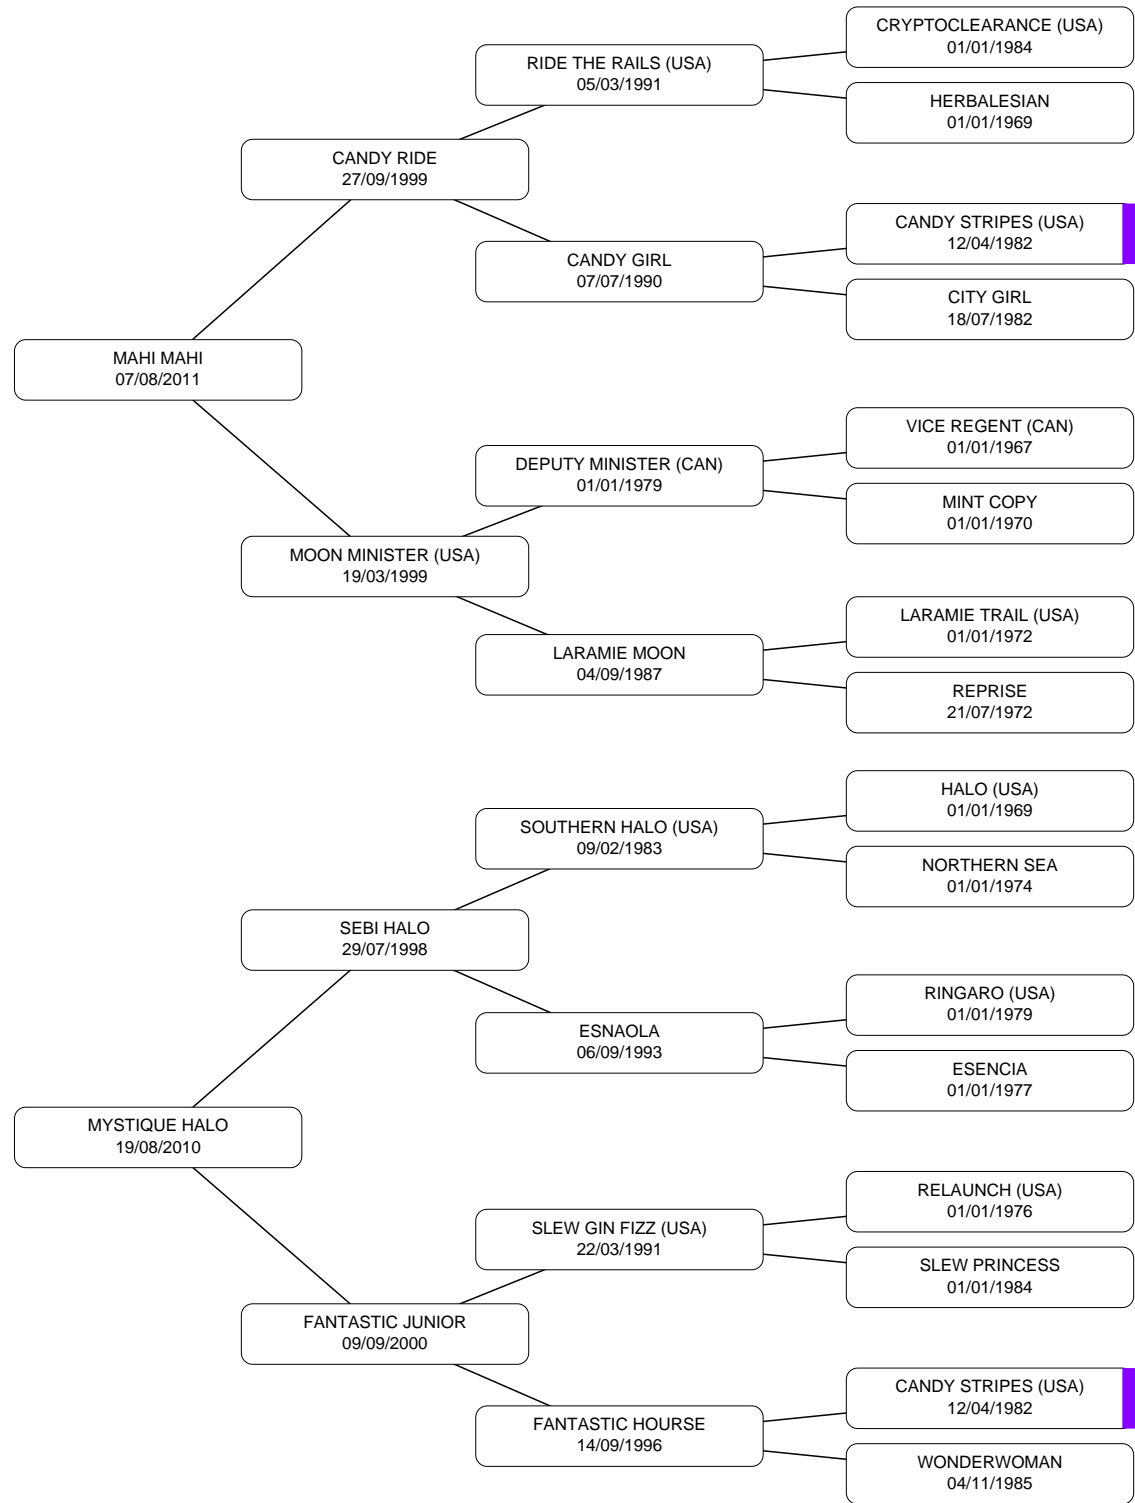 CRYPTOCLEARANCE (USA)
01/01/1984
RIDE THE RAILS (USA)
05/03/1991
HERBALESIAN
01/01/1969
CANDY RIDE
27/09/1999
CANDY STRIPES (USA)
12/04/1982
CANDY GIRL
07/07/1990
CITY GIRL
18/07/1982
MAHI MAHI
07/08/2011
VICE REGENT (CAN)
01/01/1967
DEPUTY MINISTER (CAN)
01/01/1979
MINT COPY
01/01/1970
MOON MINISTER (USA)
19/03/1999
LARAMIE TRAIL (USA)
01/01/1972
LARAMIE MOON
04/09/1987
REPRISE
21/07/1972
HALO (USA)
01/01/1969
SOUTHERN HALO (USA)
09/02/1983
NORTHERN SEA
01/01/1974
SEBI HALO
29/07/1998
RINGARO (USA)
01/01/1979
ESNAOLA
06/09/1993
ESENCIA
01/01/1977
MYSTIQUE HALO
19/08/2010
RELAUNCH (USA)
01/01/1976
SLEW GIN FIZZ (USA)
22/03/1991
SLEW PRINCESS
01/01/1984
FANTASTIC JUNIOR
09/09/2000
CANDY STRIPES (USA)
12/04/1982
FANTASTIC HOURSE
14/09/1996
WONDERWOMAN
04/11/1985